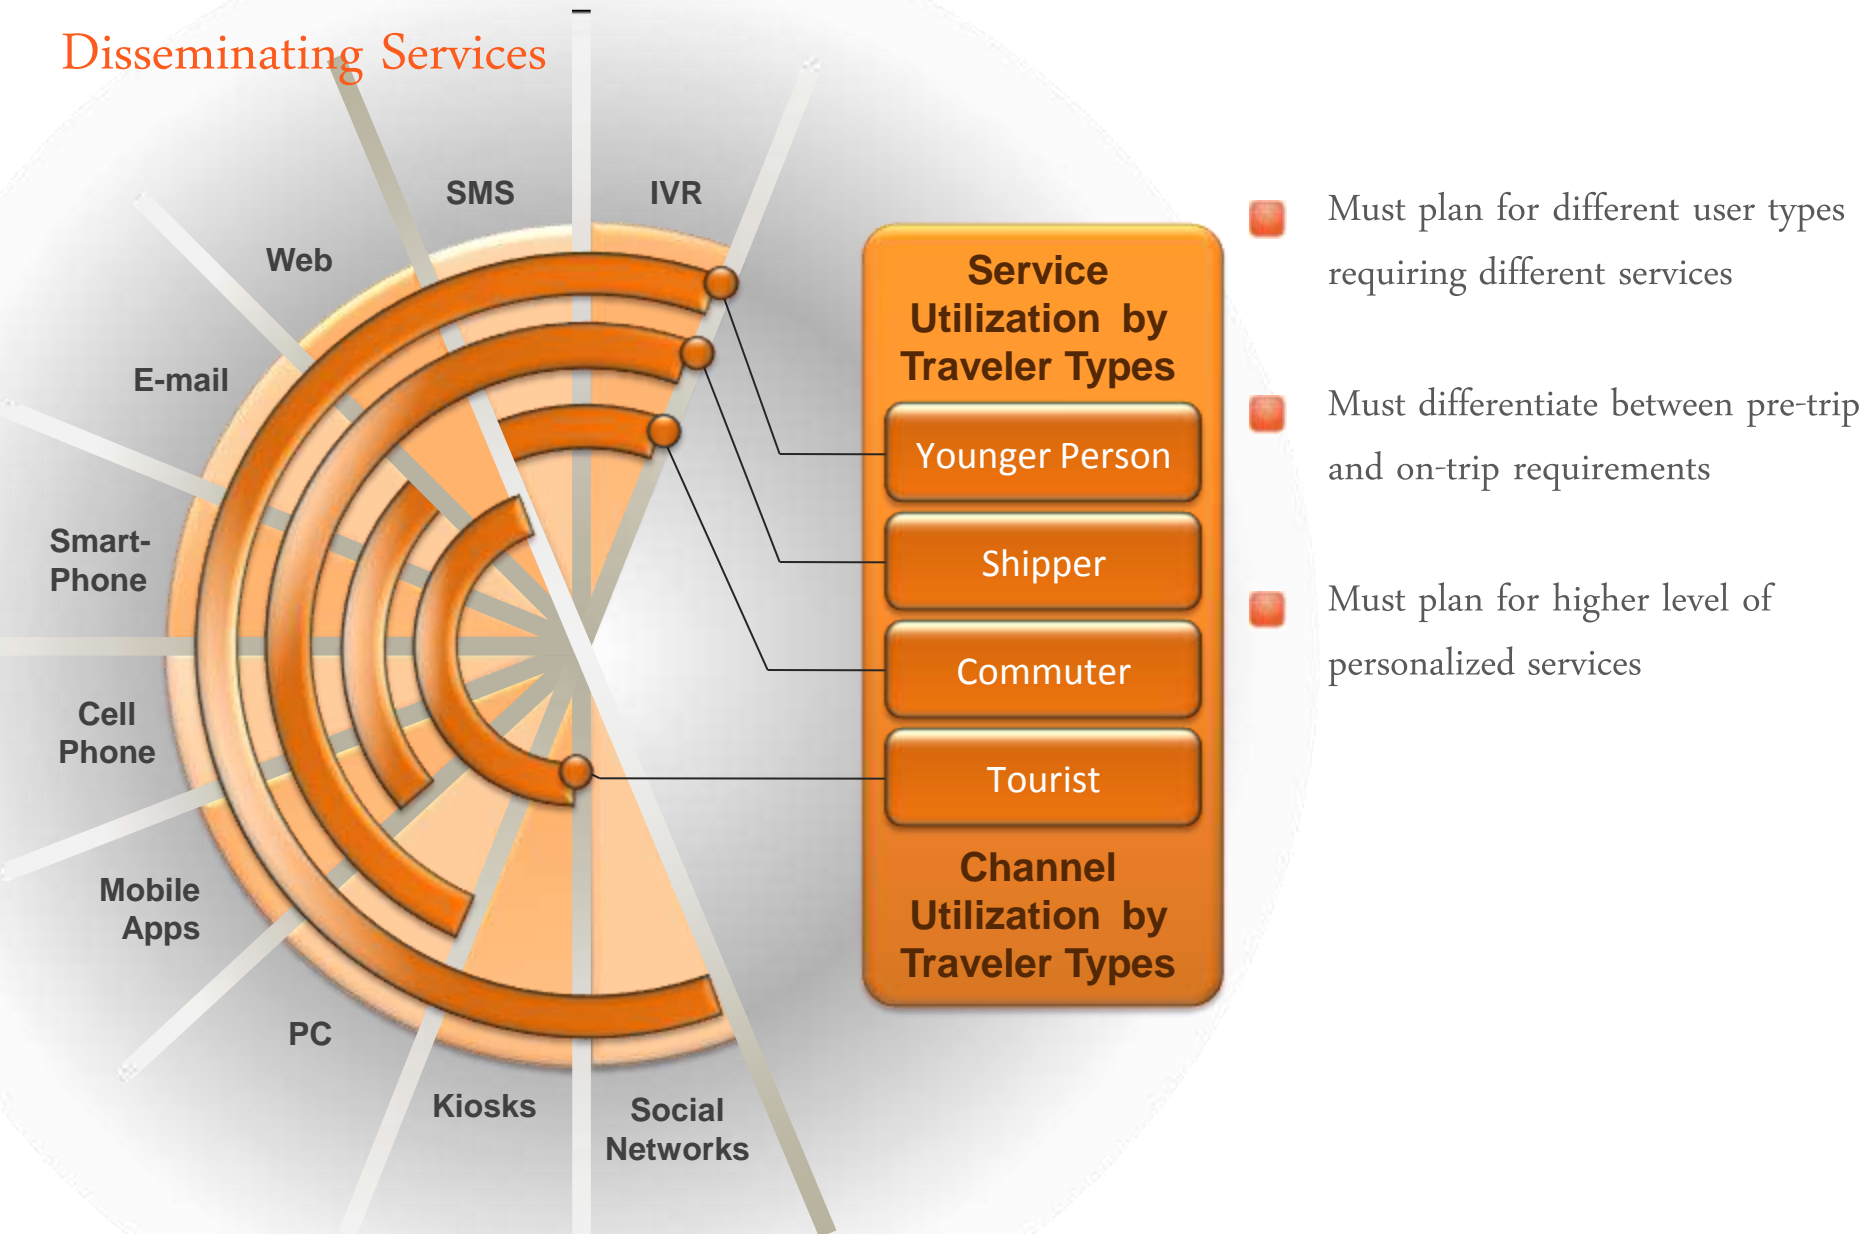 Disseminating Services
SMS
IVR
Web
E-mail
Smart-
Phone
Cell
Phone
Mobile
Apps
PC
Kiosks
Social
Networks
Service
Utilization by
Traveler Types
Younger Person
Shipper
Commuter
Tourist
Channel
Utilization by
Traveler Types
Must plan for different user types
requiring different services
Must differentiate between pre-trip
and on-trip requirements
Must plan for higher level of
personalized services